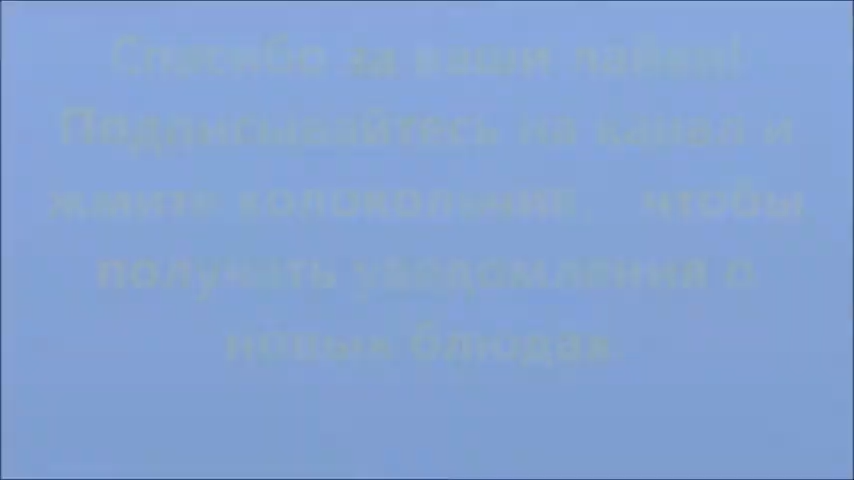 Спасибо за ваши лайки!
Подписывайтесь на канал и
жмите колокольчик, чтобы
получать уведомления о
новых блюдах.